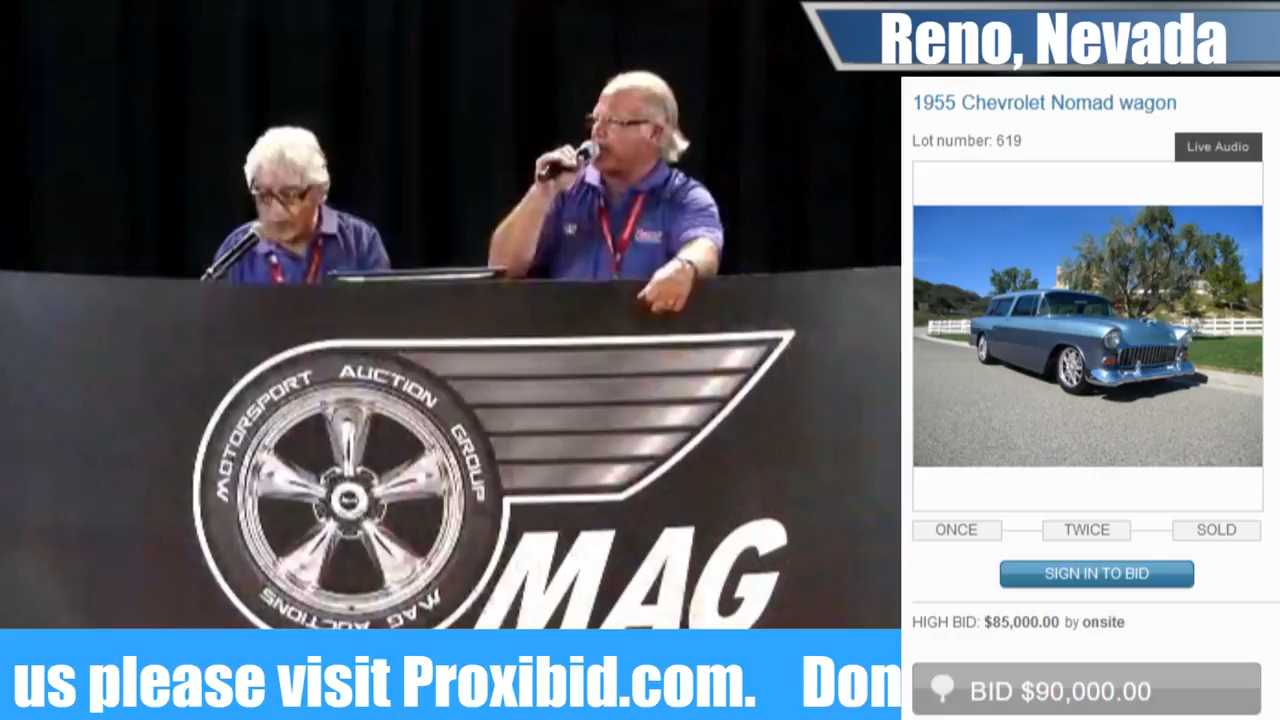 Reno, Nevada
1955 Chevrolet Nomad wagon
Lot number: 619
Live Audio
MOTORSPORT AUCTION GROUP
MAG AUCTIONS
MAG
ONCE
TWICE
SOLD
SIGN IN TO BID
HIGH BID: $85,000.00 by onsite
BID $90,000.00
us please visit Proxibid.com. Don